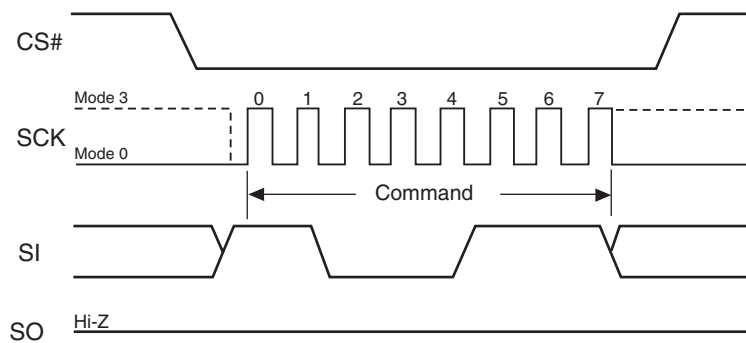 CS#
Mode 3
0 1 2 3 4 5 6 7
SCK
Mode 0
Command
SI
Hi-Z
SO